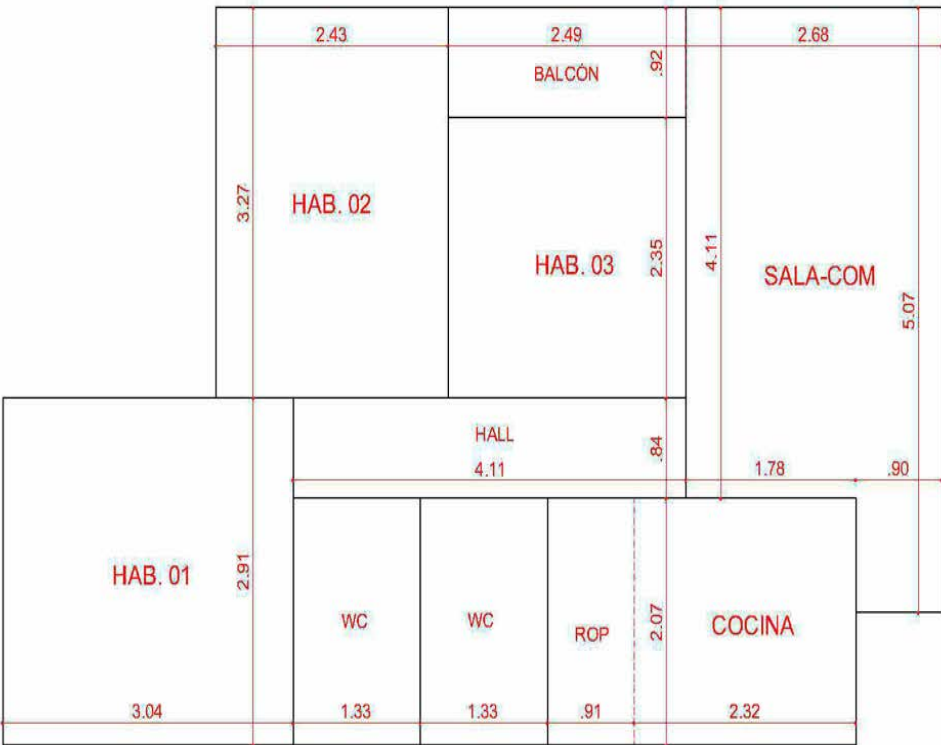 2.43
2.49
2.68
.92
BALCÓN
3.27
HAB. 02
HAB. 03
2.35
4.11
SALA-COM
5.07
HALL
.84
4.11
1.78
.90
HAB. 01
2.91
WC
WC
ROP
2.07
COCINA
3.04
1.33
1.33
.91
2.32